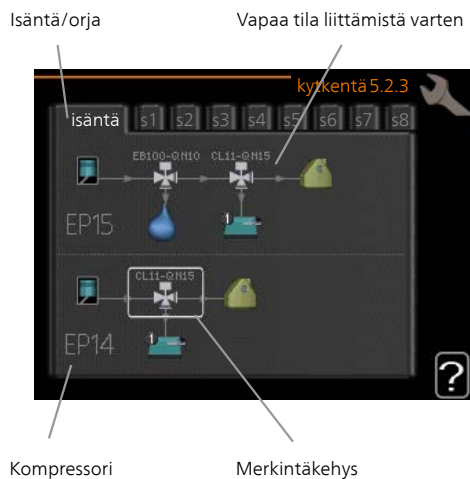 Isäntä/orja Vapaa tila liittämistä varten
kytkentä 5.2.3
isäntä s1 s2 s3 s4 s5 s6 s7 s8
EB100-QN10 CL11-QN15
EP15 1
CL11-QN15
EP14 1
?
Kompressori Merkintäkehys